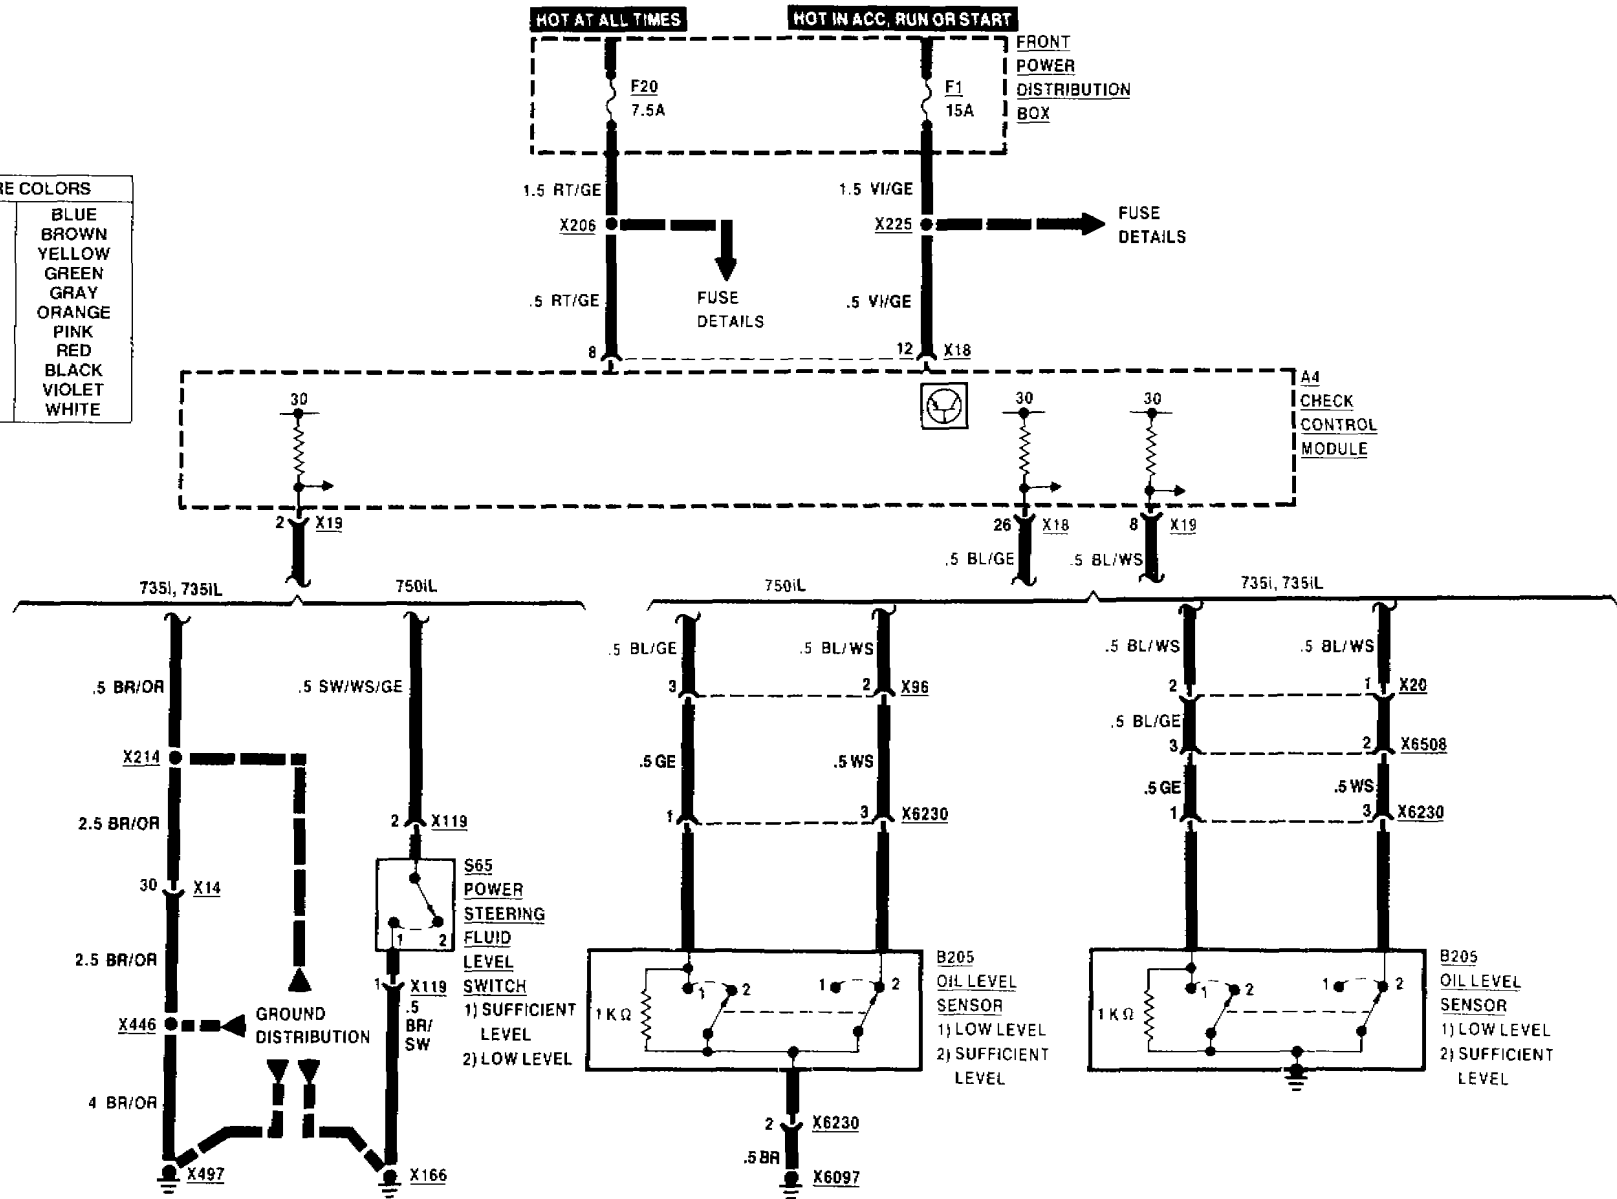 HOT AT ALL TIMES
HOT IN ACC, RUN OR START
FRONT
POWER
DISTRIBUTION
BOX
F20
7.5A
F1
15A
1.5 RT/GE
1.5 VI/GE
X206
X225
FUSE
DETAILS
.5 RT/GE
FUSE
DETAILS
.5 VI/GE
8
12
X18
RE COLORS
BLUE
BROWN
YELLOW
GREEN
GRAY
ORANGE
PINK
RED
BLACK
VIOLET
WHITE
30
30
30
A4
CHECK
CONTROL
MODULE
2
X19
26
X18
8
X19
.5 BL/GE
.5 BL/WS
735i, 735iL
750iL
750iL
735i, 735iL
.5 BR/OR
.5 SW/WS/GE
X214
2.5 BR/OR
2
X119
30
X14
2.5 BR/OR
S65
POWER
STEERING
FLUID
LEVEL
SWITCH
1) SUFFICIENT
LEVEL
2) LOW LEVEL
1
2
1
X119
.5
BR/
SW
X446
GROUND
DISTRIBUTION
4 BR/OR
X497
X166
.5 BL/GE
.5 BL/WS
3
2
X96
.5 GE
.5 WS
1
3
X6230
1KΩ
1
2
1
2
B205
OIL LEVEL
SENSOR
1) LOW LEVEL
2) SUFFICIENT
LEVEL
2
X6230
.5 BR
X6097
.5 BL/WS
.5 BL/WS
2
1
X20
.5 BL/GE
3
2
X6508
.5 GE
.5 WS
1
3
X6230
1KΩ
1
2
1
2
B205
OIL LEVEL
SENSOR
1) LOW LEVEL
2) SUFFICIENT
LEVEL